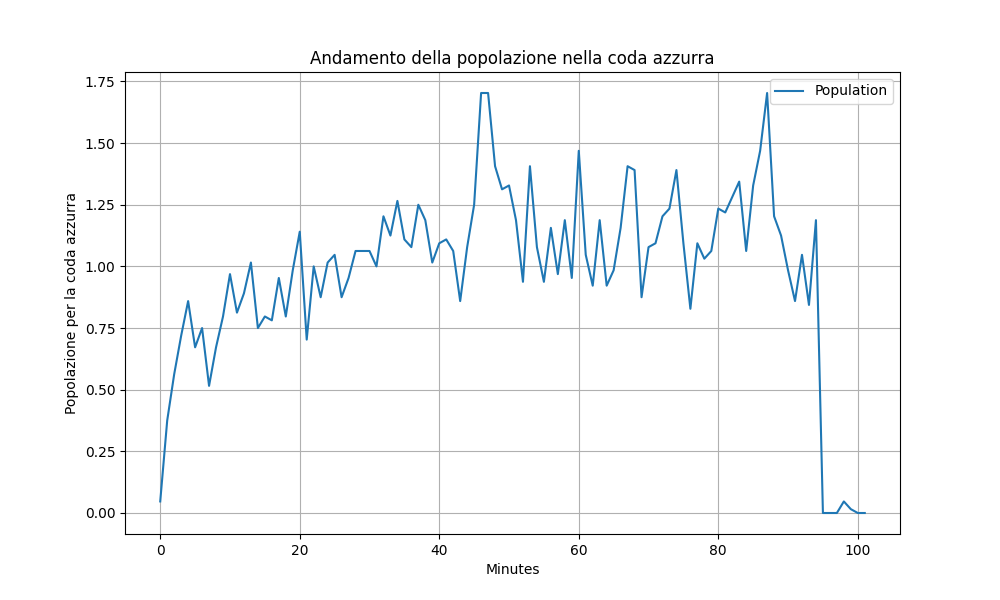 Andamento della popolazione nella coda azzurra
Population
Popolazione per la coda azzurra
1.75
1.50
1.25
1.00
0.75
0.50
0.25
0.00
0 20 40 60 80 100
Minutes